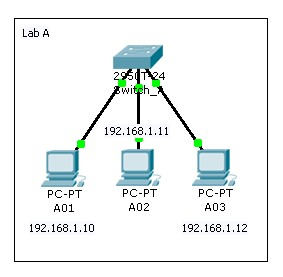 Lab A
2950T-24
Switch_A
192.168.1.11
PC-PT
A01
PC-PT
A02
PC-PT
A03
192.168.1.10
192.168.1.12